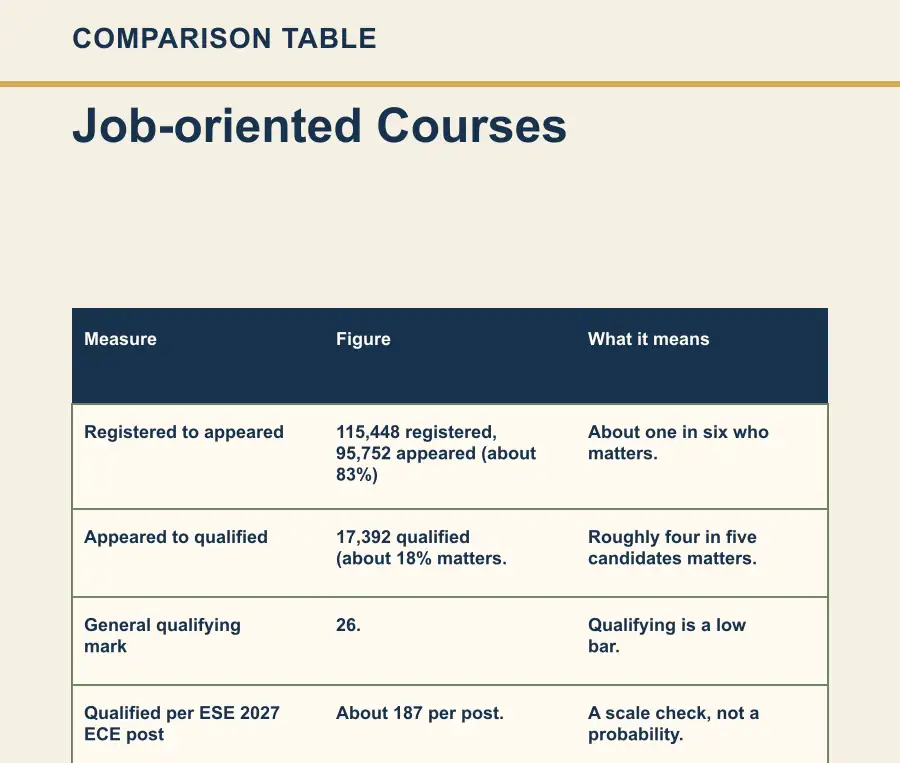 COMPARISON TABLE
Job-oriented Courses
Measure
Figure
What it means
Registered to appeared
115,448 registered,
95,752 appeared (about
83%)
About one in six who
matters.
Appeared to qualified
17,392 qualified
(about 18% matters.
Roughly four in five
candidates matters.
General qualifying
mark
26.
Qualifying is a low
bar.
Qualified per ESE 2027
ECE post
About 187 per post.
A scale check, not a
probability.